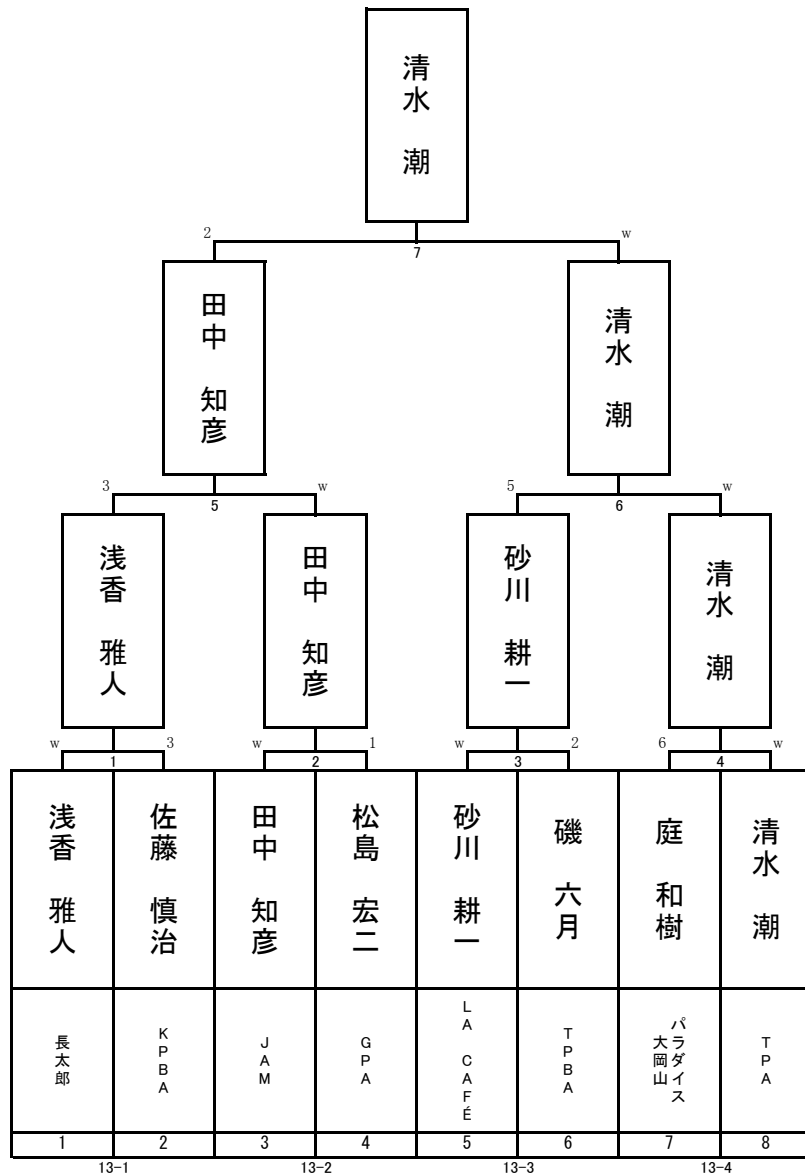 清水 潮
2 w
7
田中 知彦
清水 潮
3 w
5
5 w
6
浅香 雅人
田中 知彦
砂川 耕一
清水 潮
w 3
1
w 1
2
w 2
3
6 w
4
浅香 雅人
佐藤 慎治
田中 知彦
松島 宏二
砂川 耕一
磯 六月
庭 和樹
清水 潮
長太郎
KPBA
JAM
GPA
LA CAFÉ
TPBA
パラダイス
大岡山
TPA
1 2 3 4 5 6 7 8
13-1 13-2 13-3 13-4